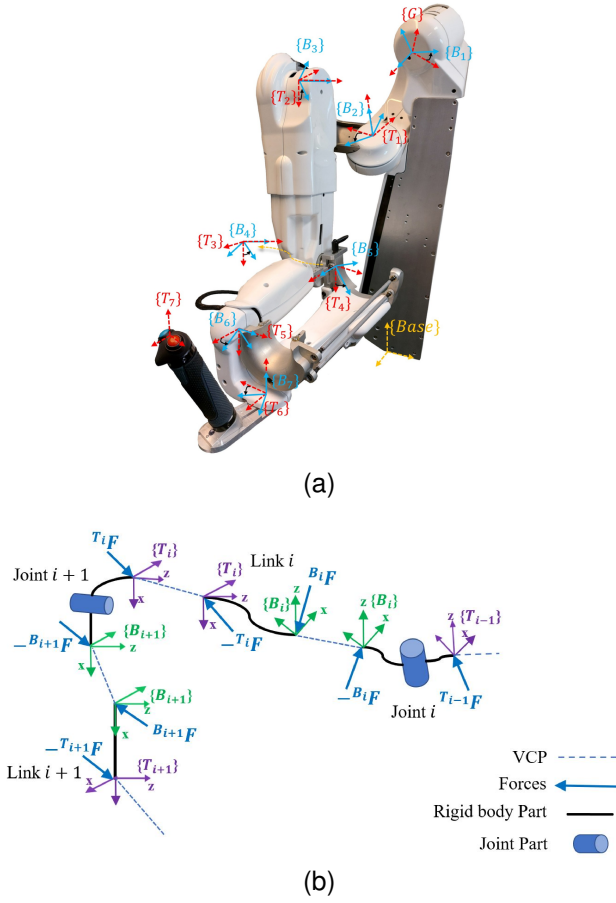 {G}
{B₃}
{B₁}
{T₂}
{B₂}
{T₁}
{B₄}
{T₃}
{B₅}
{T₄}
{T₇}
{Base}
{B₆}
{T₅}
{B₇}
{T₆}
(a)
ᵀⁱF
{Tᵢ}
{Tᵢ}
Link i
Joint i + 1
z
x
z
x
−ᵀⁱF
ᴮⁱF
{Bᵢ}
z
x
z
{Bᵢ}
x
{Tᵢ₋₁}
z
x
−ᴮⁱ⁺¹F
{Bᵢ₊₁}
z
x
−ᴮⁱF
Joint i
ᵀⁱ⁻¹F
{Bᵢ₊₁}
z
x
ᴮⁱ⁺¹F
−ᵀⁱ⁺¹F
{Tᵢ₊₁}
Link i + 1
x
z
VCP
Forces
Rigid body Part
Joint Part
(b)